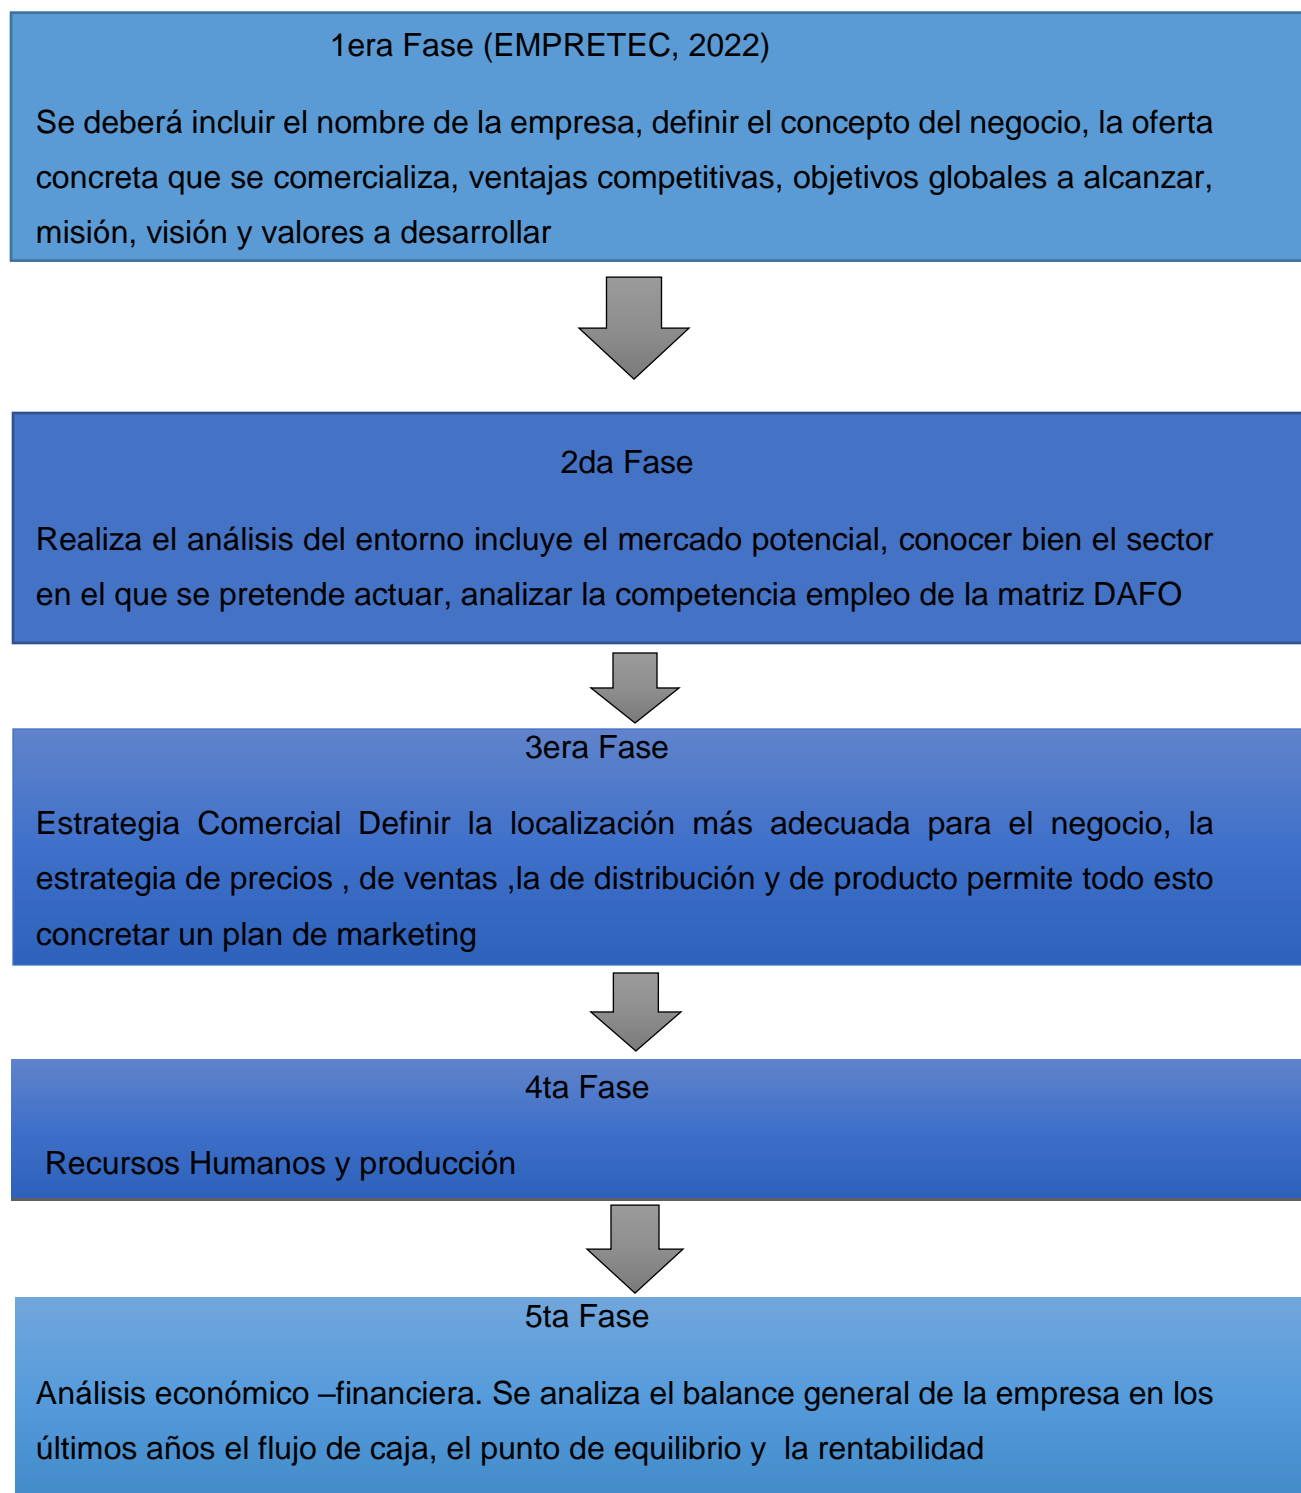 1era Fase (EMPRETEC, 2022)
Se deberá incluir el nombre de la empresa, definir el concepto del negocio, la oferta
concreta que se comercializa, ventajas competitivas, objetivos globales a alcanzar,
misión, visión y valores a desarrollar
2da Fase
Realiza el análisis del entorno incluye el mercado potencial, conocer bien el sector
en el que se pretende actuar, analizar la competencia empleo de la matriz DAFO
3era Fase
Estrategia Comercial Definir la localización más adecuada para el negocio, la
estrategia de precios , de ventas ,la de distribución y de producto permite todo esto
concretar un plan de marketing
4ta Fase
Recursos Humanos y producción
5ta Fase
Análisis económico –financiera. Se analiza el balance general de la empresa en los
últimos años el flujo de caja, el punto de equilibrio y  la rentabilidad